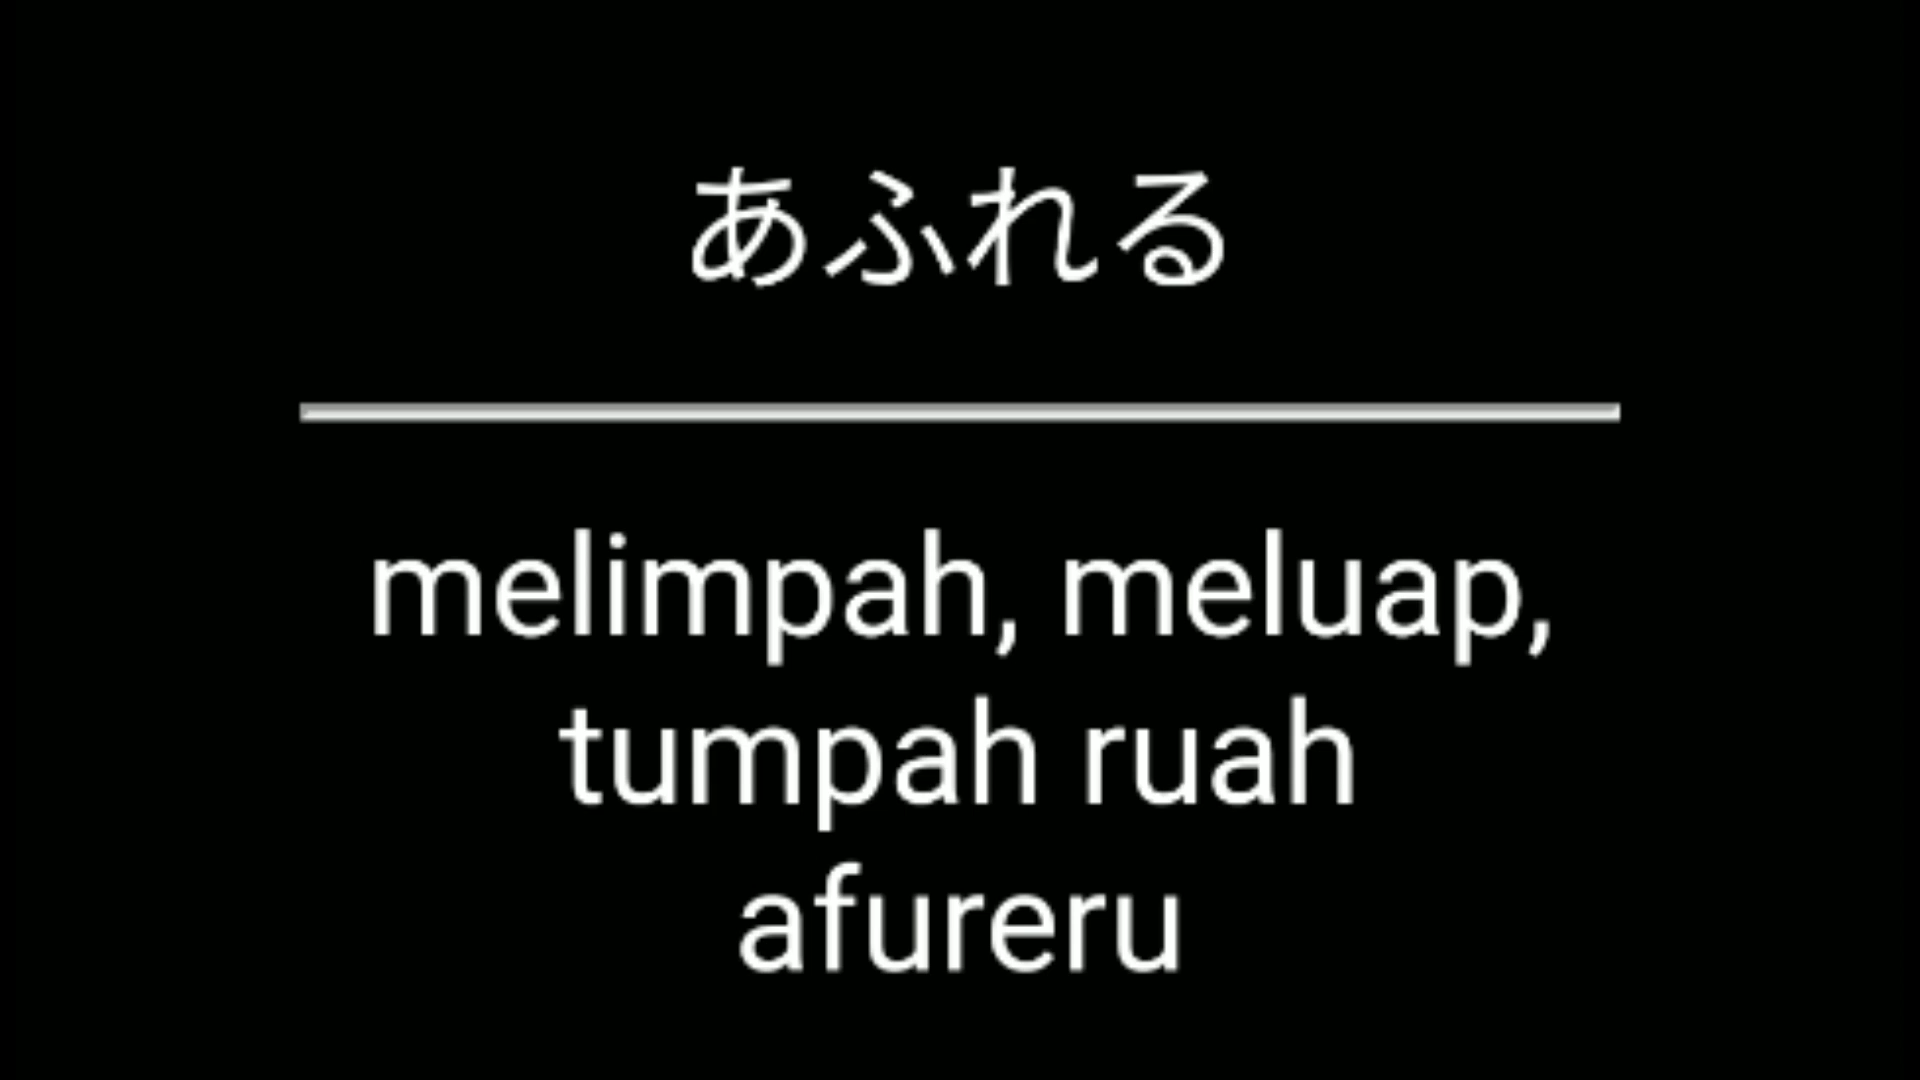 あふれる
melimpah, meluap,
tumpah ruah
afureru